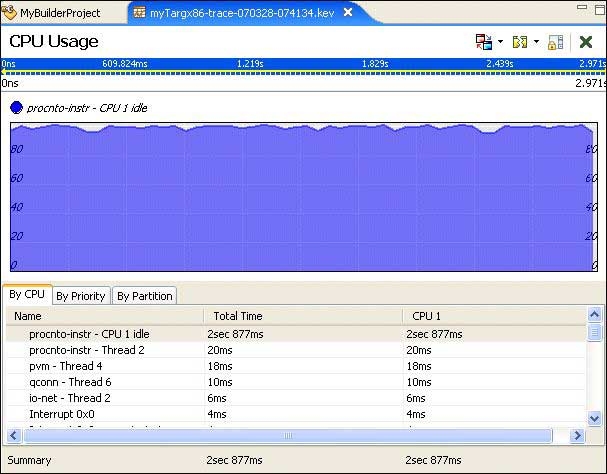 MyBuilderProject
myTargx86-trace-070328-074134.kev
CPU Usage
0ns 609.824ms 1.219s 1.829s 2.439s 2.971s
0ns 2.971s
procnto-instr - CPU 1 idle
80 80
60 60
40 40
20 20
0 0
By CPU By Priority By Partition
Name Total Time CPU 1
procnto-instr - CPU 1 idle 2sec 877ms 2sec 877ms
procnto-instr - Thread 2 20ms 20ms
pvm - Thread 4 18ms 18ms
qconn - Thread 6 10ms 10ms
io-net - Thread 2 6ms 6ms
Interrupt 0x0 4ms 4ms
Summary 2sec 877ms 2sec 877ms